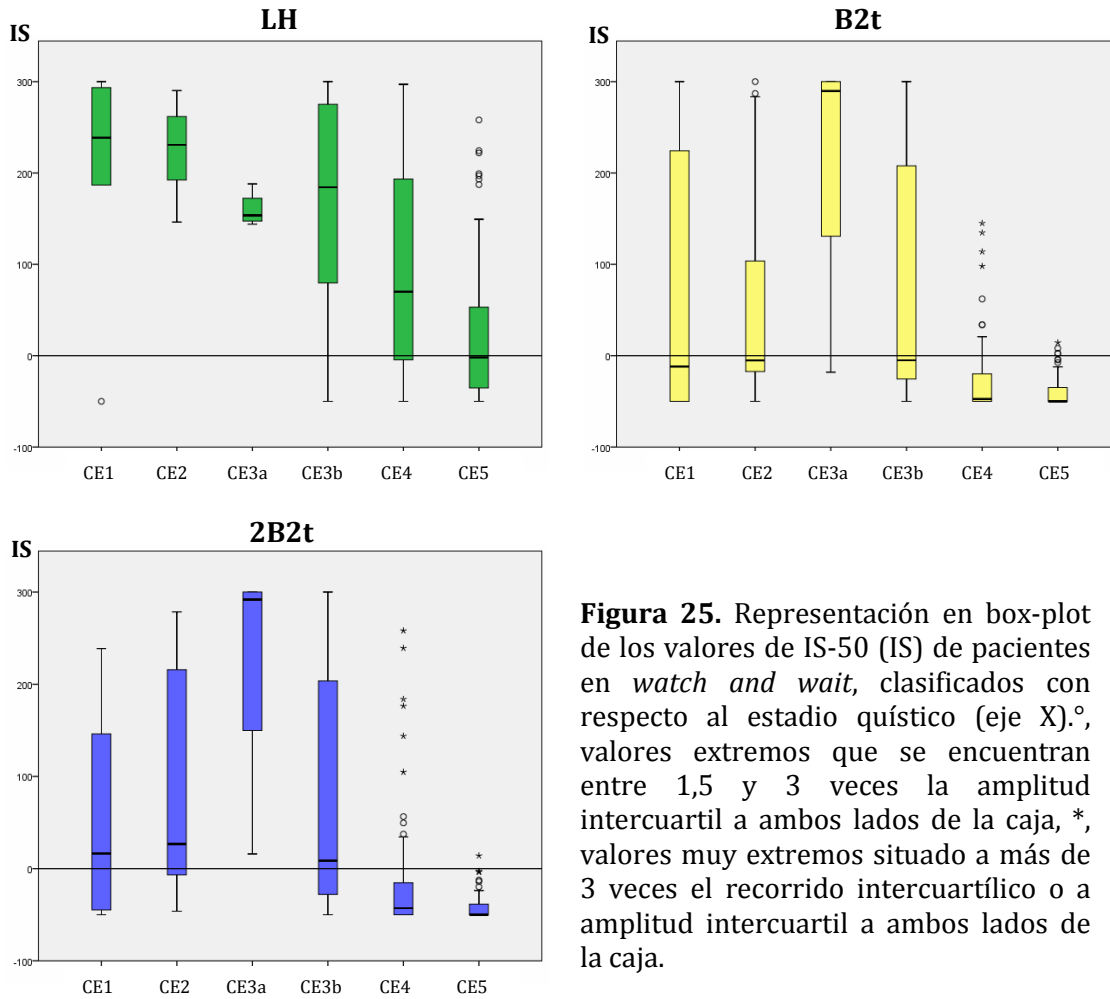 LH
IS
300
200
100
0
-100
CE1 CE2 CE3a CE3b CE4 CE5
B2t
IS
300
200
100
0
-100
CE1 CE2 CE3a CE3b CE4 CE5
2B2t
IS
300
200
100
0
-100
CE1 CE2 CE3a CE3b CE4 CE5
Figura 25. Representación en box-plot
de los valores de IS-50 (IS) de pacientes
en watch and wait, clasificados con
respecto al estadio quístico (eje X).°,
valores extremos que se encuentran
entre 1,5 y 3 veces la amplitud
intercuartil a ambos lados de la caja, *,
valores muy extremos situado a más de
3 veces el recorrido intercuartílico o a
amplitud intercuartil a ambos lados de
la caja.